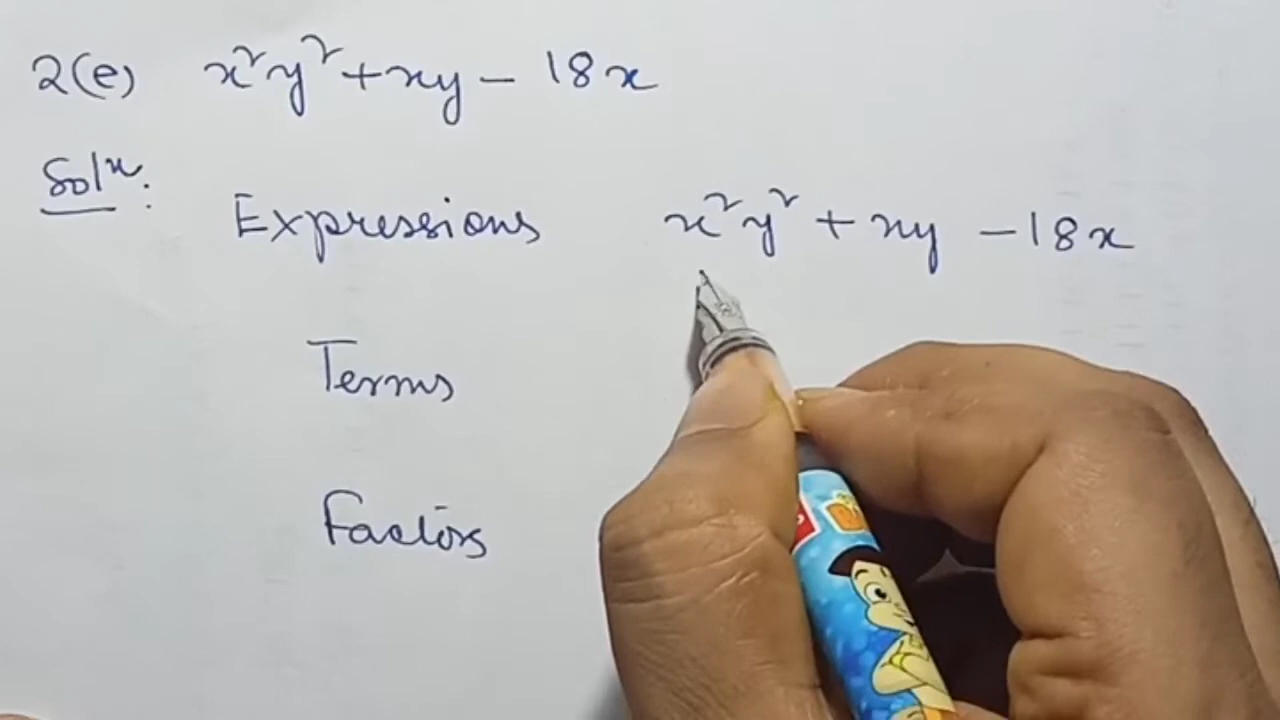 2(e) x²y² + xy - 18x
Solⁿ:
Expressions x²y² + xy - 18x
Terms
Factors